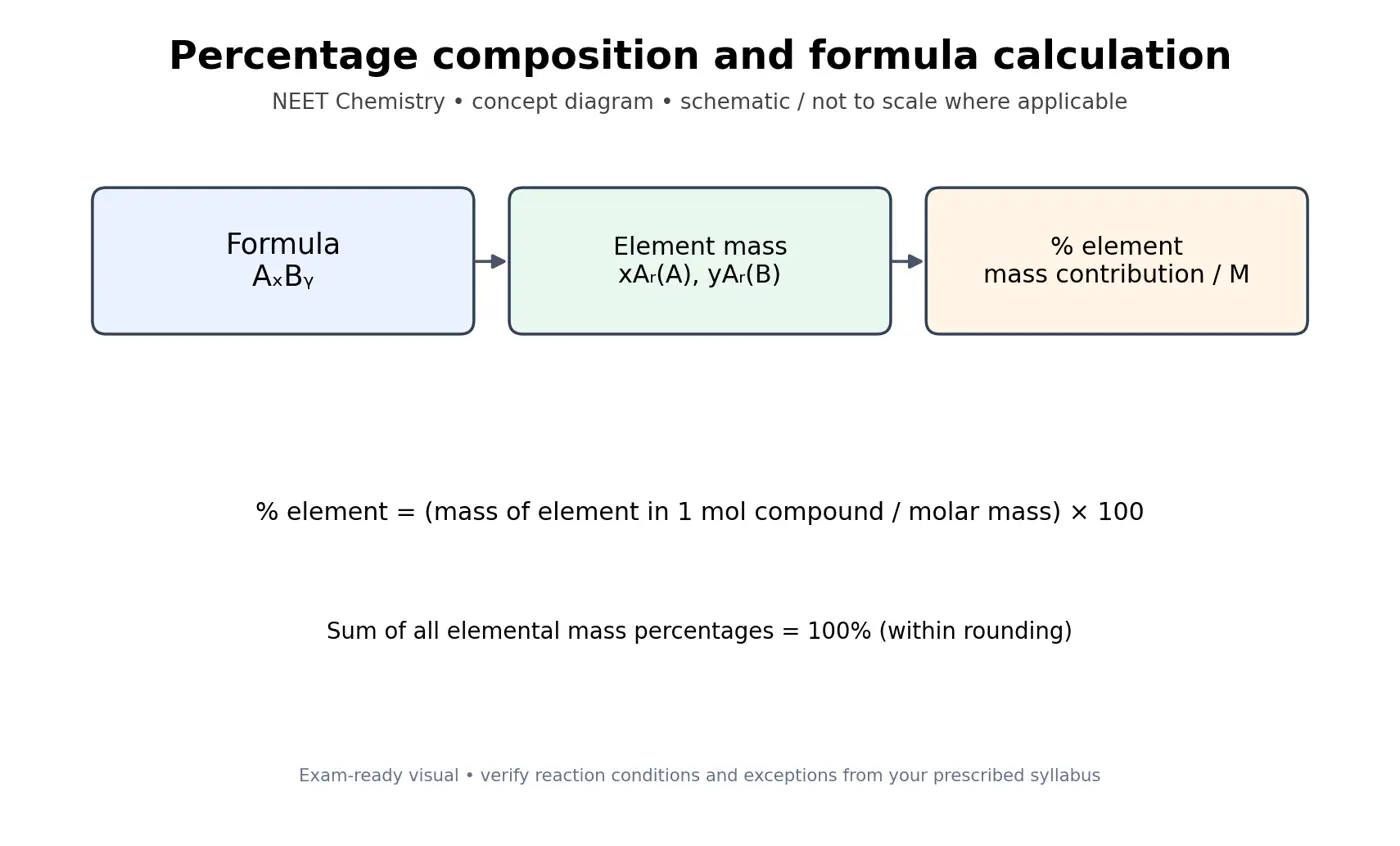 Percentage composition and formula calculation
NEET Chemistry • concept diagram • schematic / not to scale where applicable
Formula
AₓBᵧ
Element mass
xAᵣ(A), yAᵣ(B)
% element
mass contribution / M
% element = (mass of element in 1 mol compound / molar mass) × 100
Sum of all elemental mass percentages = 100% (within rounding)
Exam-ready visual • verify reaction conditions and exceptions from your prescribed syllabus